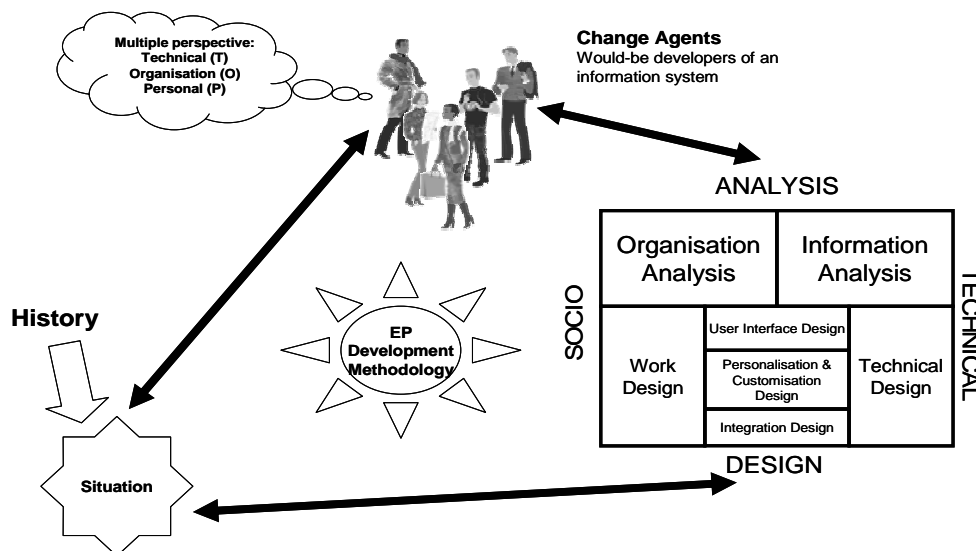 Multiple perspective:
Technical (T)
Organisation (O)
Personal (P)
Change Agents
Would-be developers of an
information system
ANALYSIS
Organisation
Analysis
Information
Analysis
SOCIO
TECHNICAL
History
EP
Development
Methodology
User Interface Design
Work
Design
Personalisation &
Customisation
Design
Technical
Design
Integration Design
DESIGN
Situation